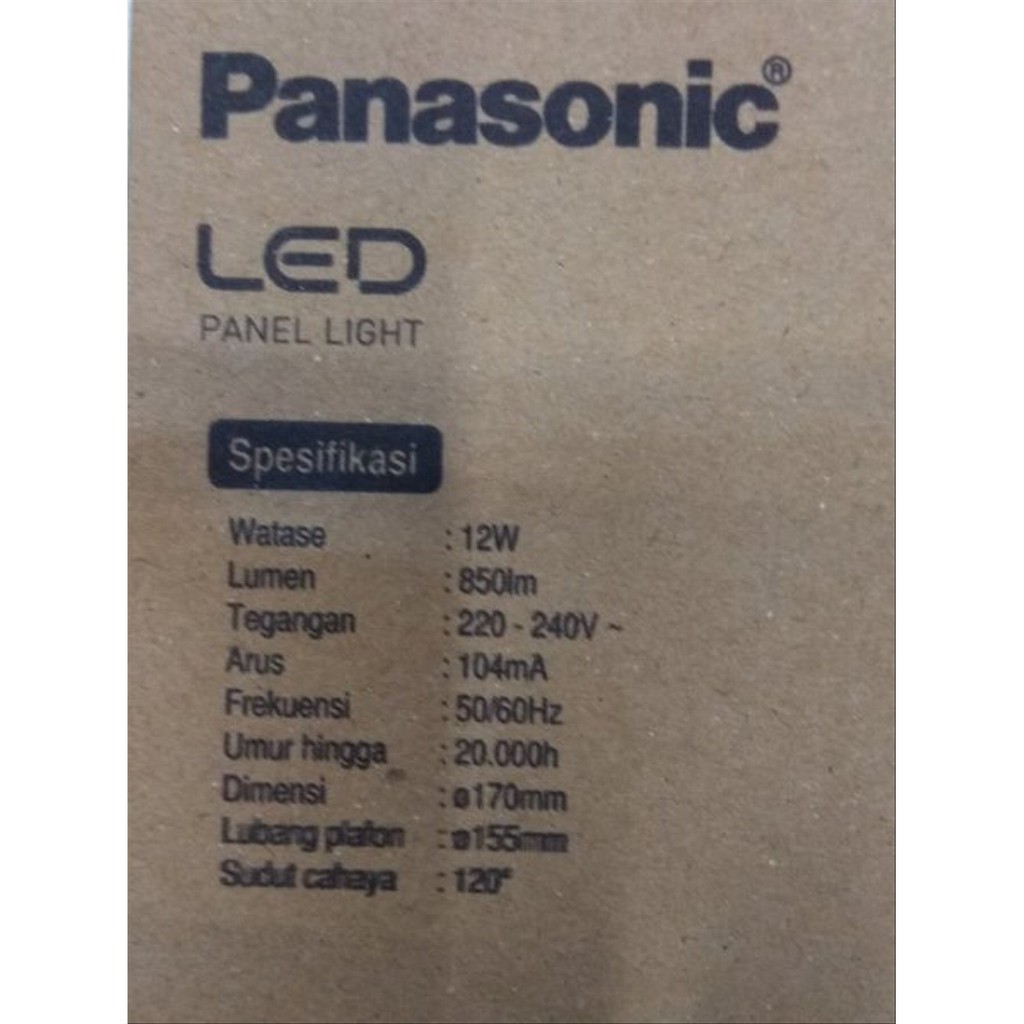 Panasonic®
LED
PANEL LIGHT
Spesifikasi
Watase : 12W
Lumen : 850lm
Tegangan : 220 - 240V ~
Arus : 104mA
Frekuensi : 50/60Hz
Umur hingga : 20.000h
Dimensi : ø170mm
Lubang plafon : ø155mm
Sudut cahaya : 120°